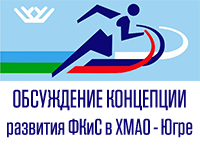 ОБСУЖДЕНИЕ КОНЦЕПЦИИ
развития ФКиС в ХМАО - Югре